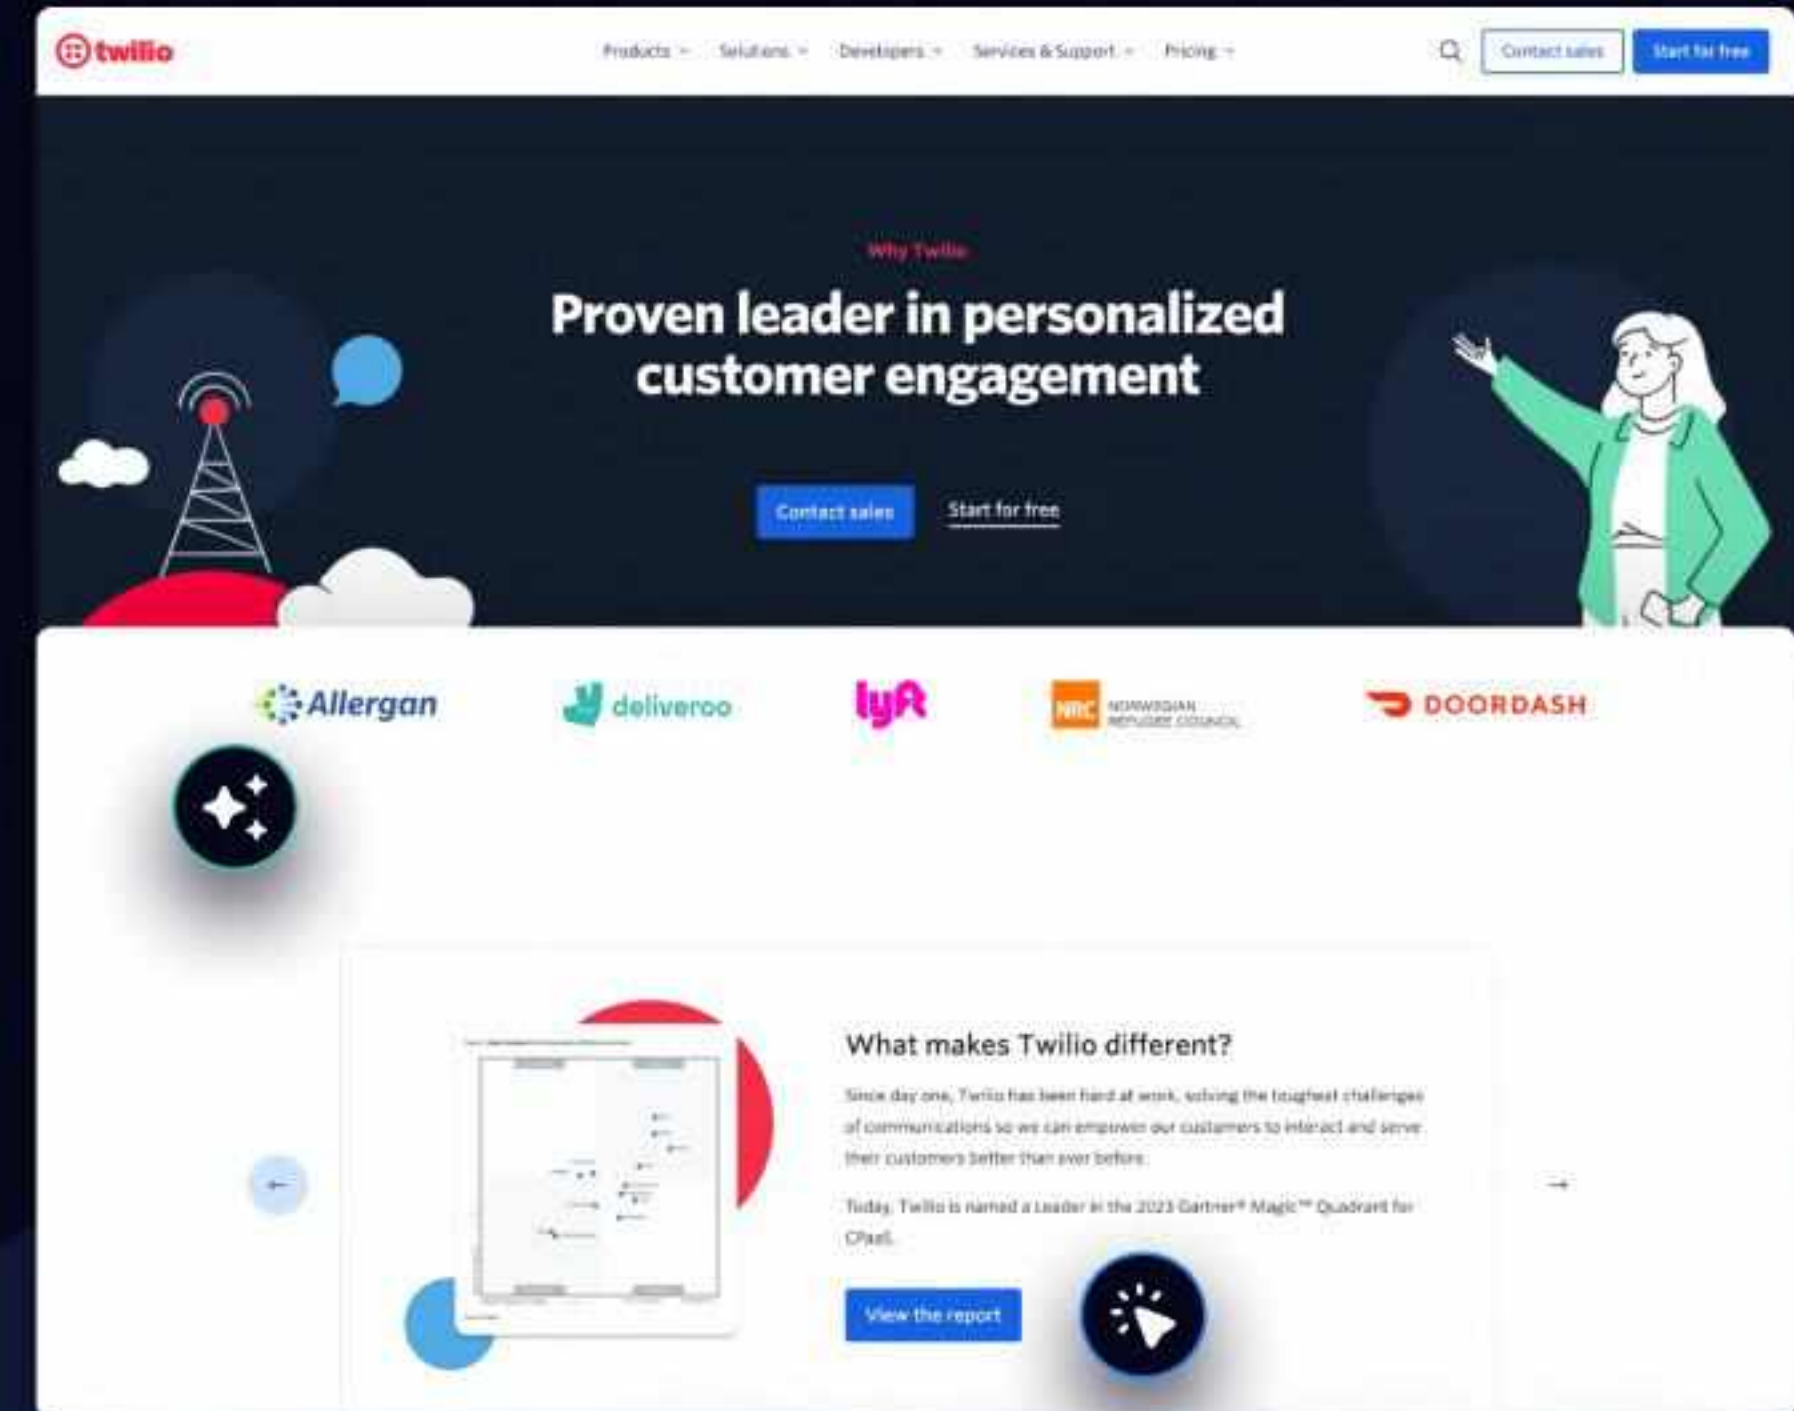 twilio
Products Solutions Developers Services & Support Pricing Contact sales Start for free
Why Twilio
Proven leader in personalized
customer engagement
Contact sales Start for free
Allergan deliveroo lyft NRC NORWEGIAN DOORDASH
REFUGEE COUNCIL
What makes Twilio different?
Since day one, Twilio has been hard at work, solving the toughest challenges
of communications so we can empower our customers to interact and serve
their customers better than ever before.
Today, Twilio is named a Leader in the 2023 Gartner® Magic™ Quadrant for
CPaaS.
View the report